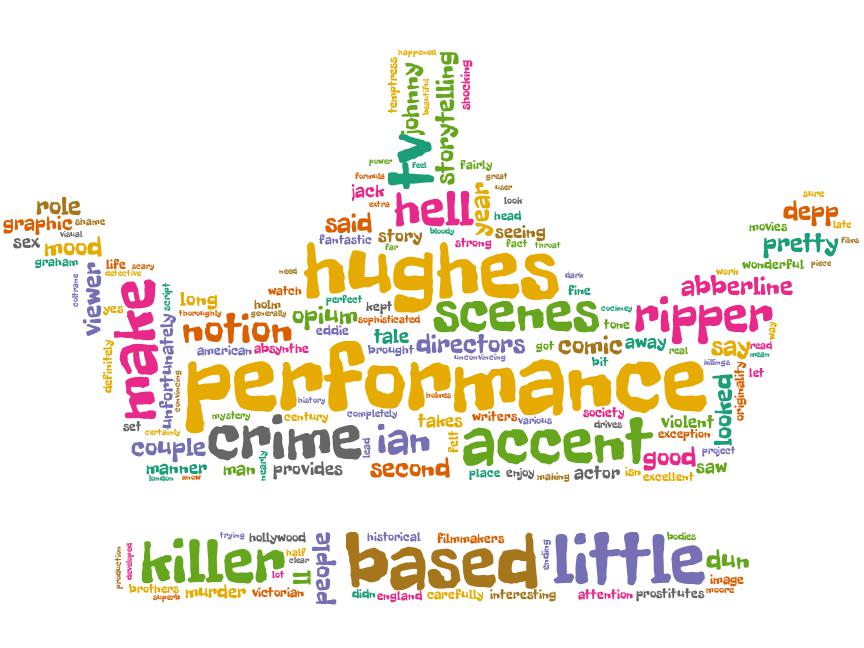 happened
temptress
johnny
beautiful
storytelling
shocking
tv
power
feel
fairly
formula
great
jack
user
extra
hell
year
look
head
said
bloody
seeing
fantastic
story
strong
fact
throat
far
role
graphic
shame
visual
sex
mood
graham
sure
depp
late
movies
pretty
films
wonderful
piece
life
scary
detective
coltrane
viewer
yes
make
script
need
hughes
dark
work
abberline
watch
fine
long
holm
perfect
kept
thoroughly
generally
opium
sophisticated
scenes
cockney
ripper
notion
eddie
tone
way
tale
directors
american
absinthe
brought
unconvincing
got
comic
away
real
say
read
mean
bit
killings
definitely
unfortunately
convincing
performance
history
holmes
looked
originality
let
set
certainly
mystery
century
completely
takes
writers
various
society
drives
violent
exception
couple
crime
lead
ian
felt
accent
good
project
manner
london
know
man
nearly
provides
second
place
enjoy
making
actor
isn
excellent
saw
production
developed
killer
trying
hollywood
half
clear
lot
ll
people
historical
filmmakers
based
ending
little
bodies
dun
image
moore
brothers
superb
murder
victorian
didn
england
carefully
interesting
attention
prostitutes